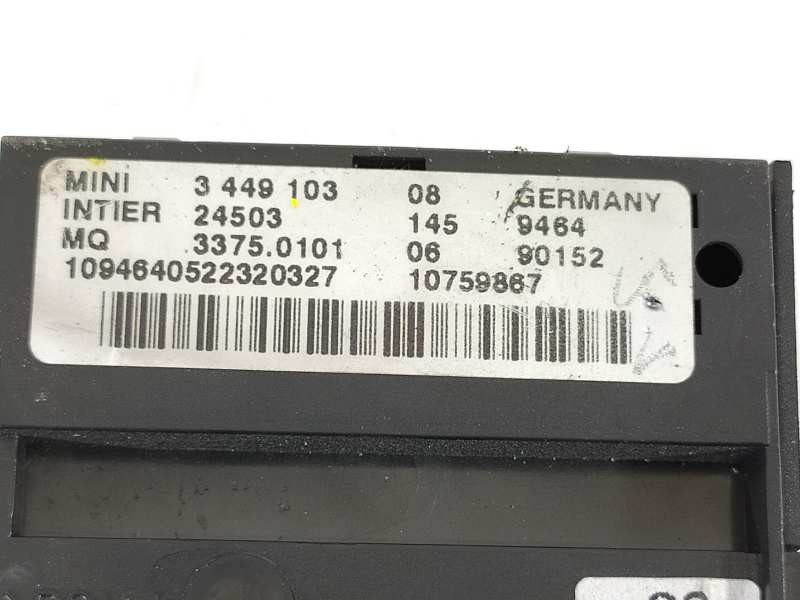 MINI 3 449 103 08 GERMANY
INTIER 24503 145 9464
MQ 3375.0101 06 90152
1094640522320327 10759867